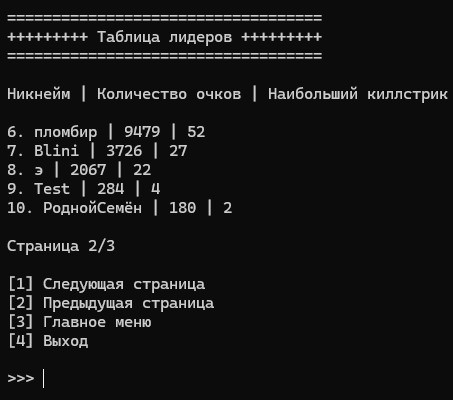 ===================================
+++++++++ Таблица лидеров +++++++++
===================================
Никнейм | Количество очков | Наибольший киллстрик
6. пломбир | 9479 | 52
7. Blini | 3726 | 27
8. э | 2067 | 22
9. Test | 284 | 4
10. РоднойСемён | 180 | 2
Страница 2/3
[1] Следующая страница
[2] Предыдущая страница
[3] Главное меню
[4] Выход
>>>